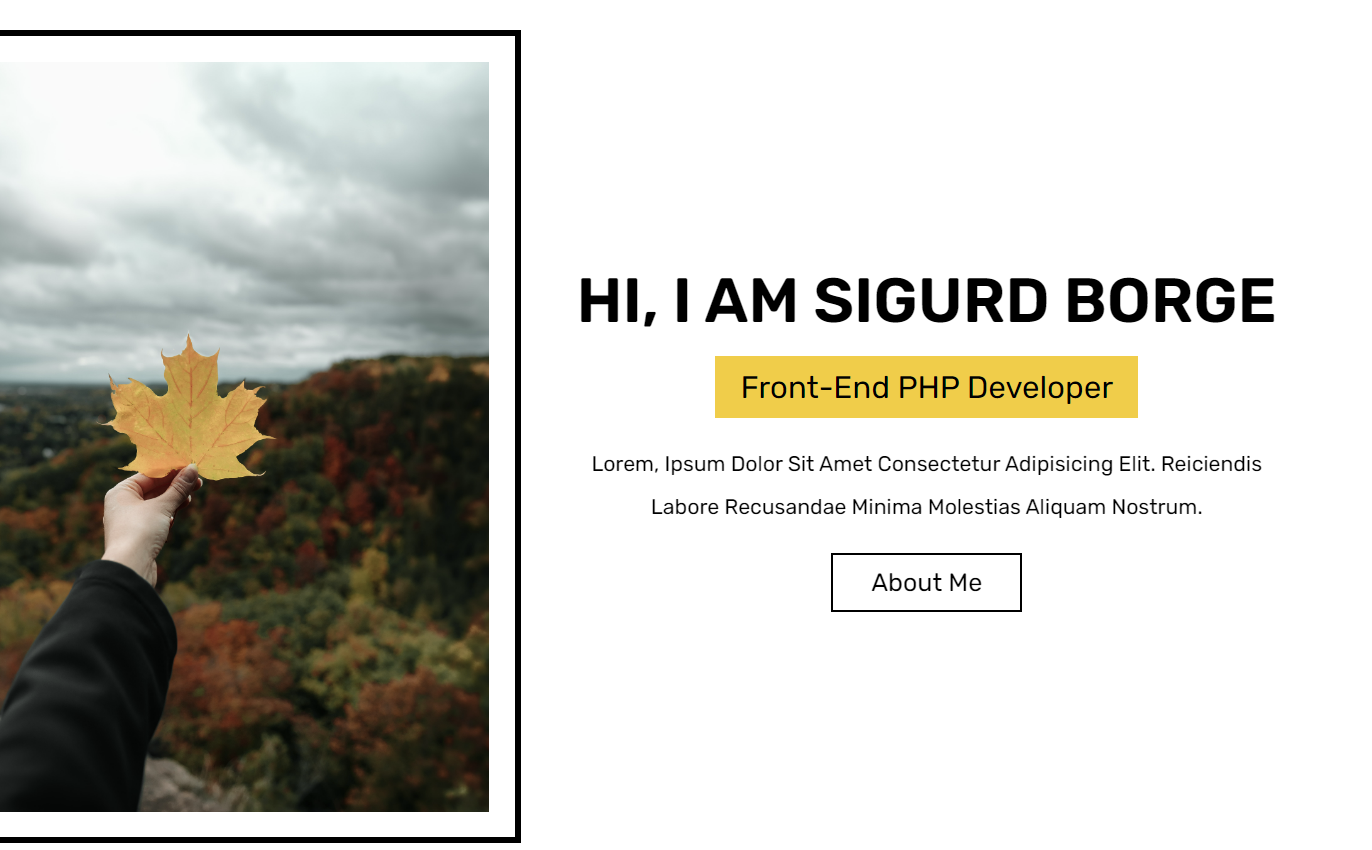 HI, I AM SIGURD BORGE
Front-End PHP Developer
Lorem, Ipsum Dolor Sit Amet Consectetur Adipisicing Elit. Reiciendis
Labore Recusandae Minima Molestias Aliquam Nostrum.
About Me